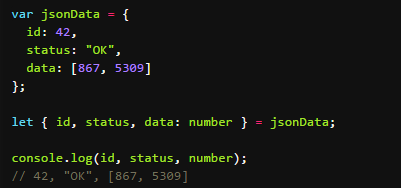 var jsonData = {
  id: 42,
  status: "OK",
  data: [867, 5309]
};
let { id, status, data: number } = jsonData;
console.log(id, status, number);
// 42, "OK", [867, 5309]